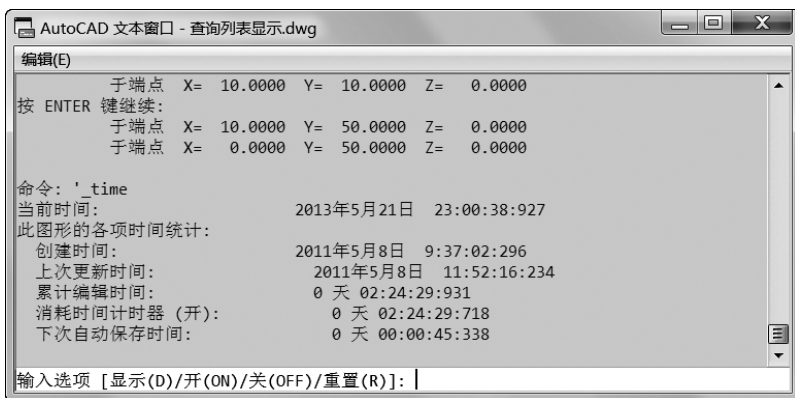 AutoCAD 文本窗口 - 查询列表显示.dwg
编辑(E)
于端点 X= 10.0000 Y= 10.0000 Z= 0.0000
按 ENTER 键继续:
于端点 X= 10.0000 Y= 50.0000 Z= 0.0000
于端点 X= 0.0000 Y= 50.0000 Z= 0.0000
命令: '_time
当前时间: 2013年5月21日 23:00:38:927
此图形的各项时间统计:
创建时间: 2011年5月8日 9:37:02:296
上次更新时间: 2011年5月8日 11:52:16:234
累计编辑时间: 0 天 02:24:29:931
消耗时间计时器 (开): 0 天 02:24:29:718
下次自动保存时间: 0 天 00:00:45:338
输入选项 [显示(D)/开(ON)/关(OFF)/重置(R)]: